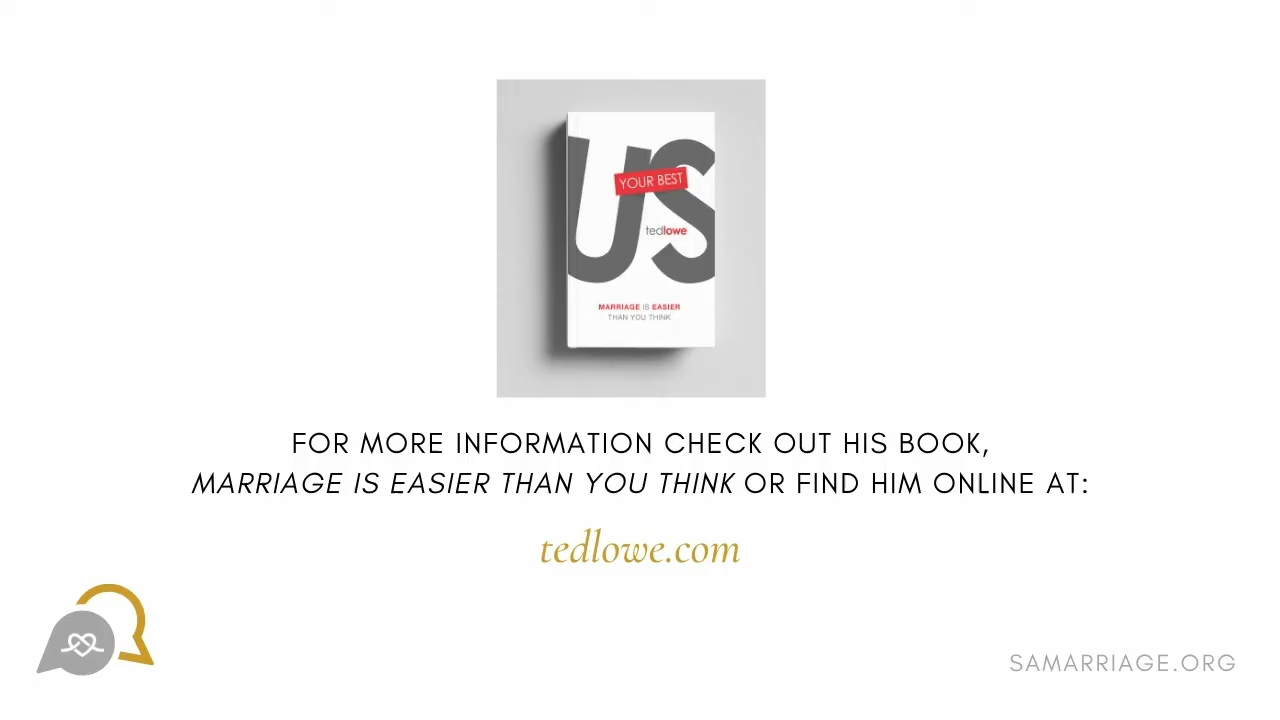 US
YOUR BEST
tedlowe
MARRIAGE IS EASIER
THAN YOU THINK
FOR MORE INFORMATION CHECK OUT HIS BOOK,
MARRIAGE IS EASIER THAN YOU THINK OR FIND HIM ONLINE AT:
tedlowe.com
SAMARRIAGE.ORG